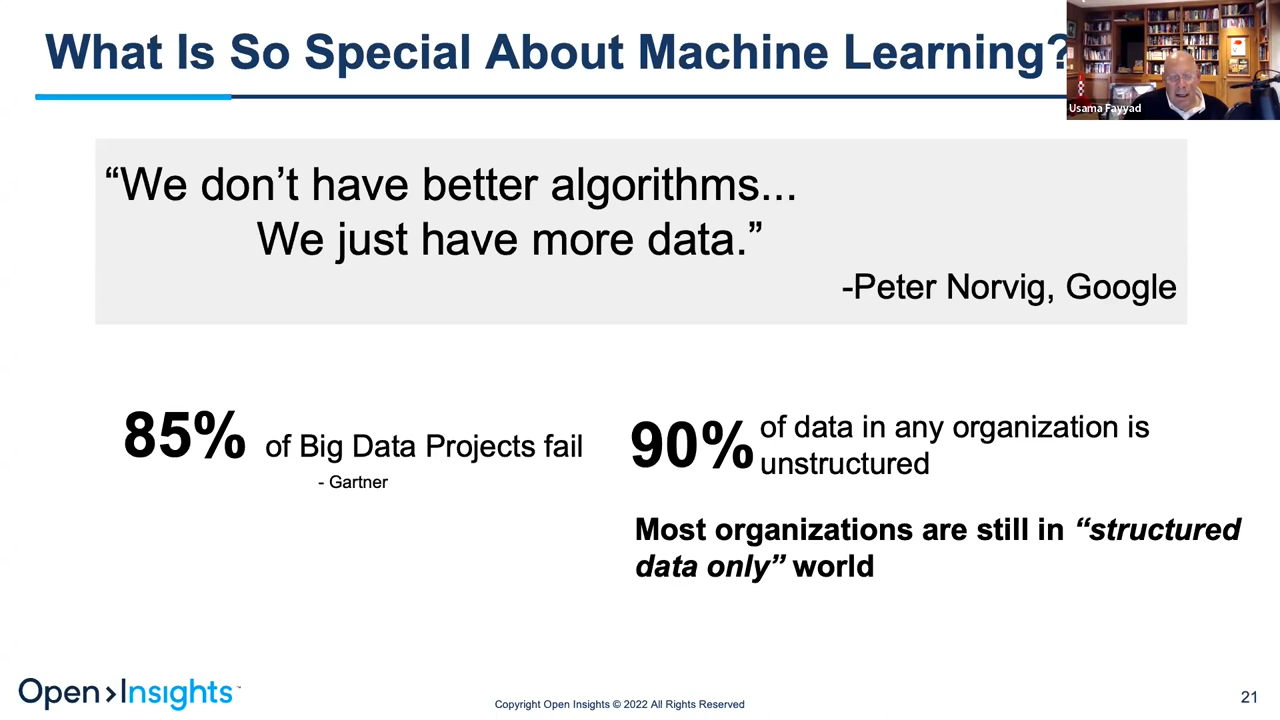 What Is So Special About Machine Learning?
Usama Fayyad
“We don’t have better algorithms...
We just have more data.”
-Peter Norvig, Google
85% of Big Data Projects fail
- Gartner
90% of data in any organization is
unstructured
Most organizations are still in “structured
data only” world
Open Insights™
Copyright Open Insights © 2022 All Rights Reserved
21